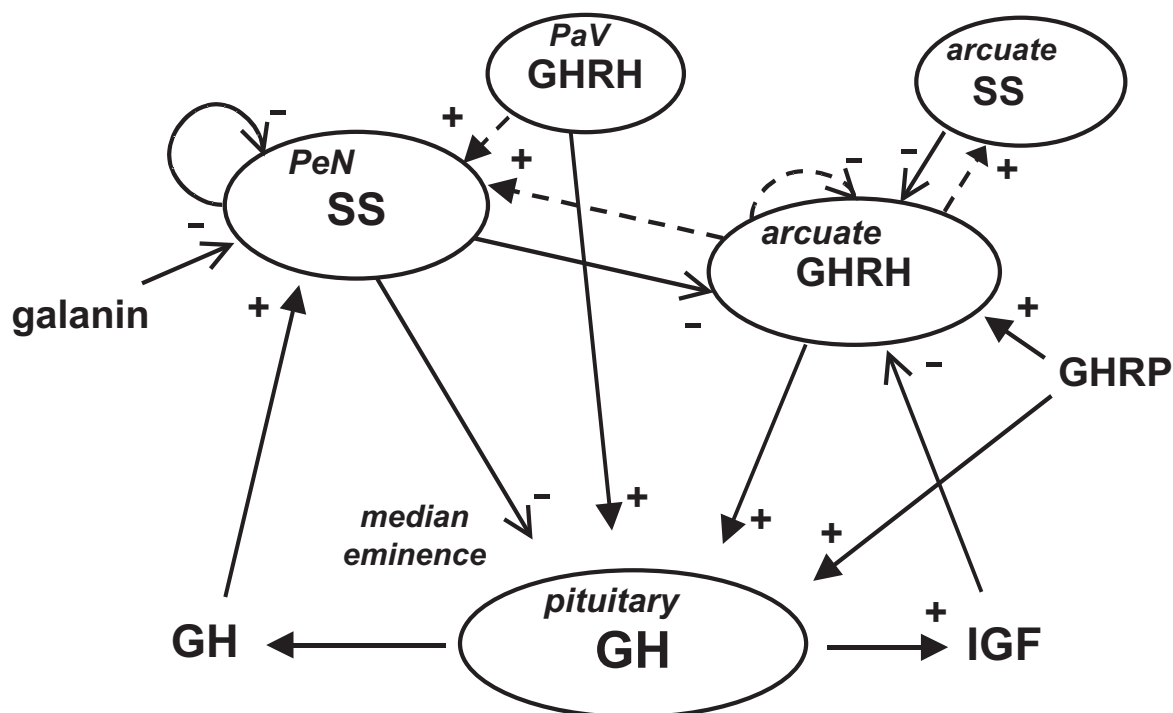 PaV
GHRH
arcuate
SS
PeN
SS
arcuate
GHRH
galanin
GHRP
median
eminence
pituitary
GH
GH
IGF
-
+
+
-
-
+
-
+
-
-
+
-
-
+
+
+
+